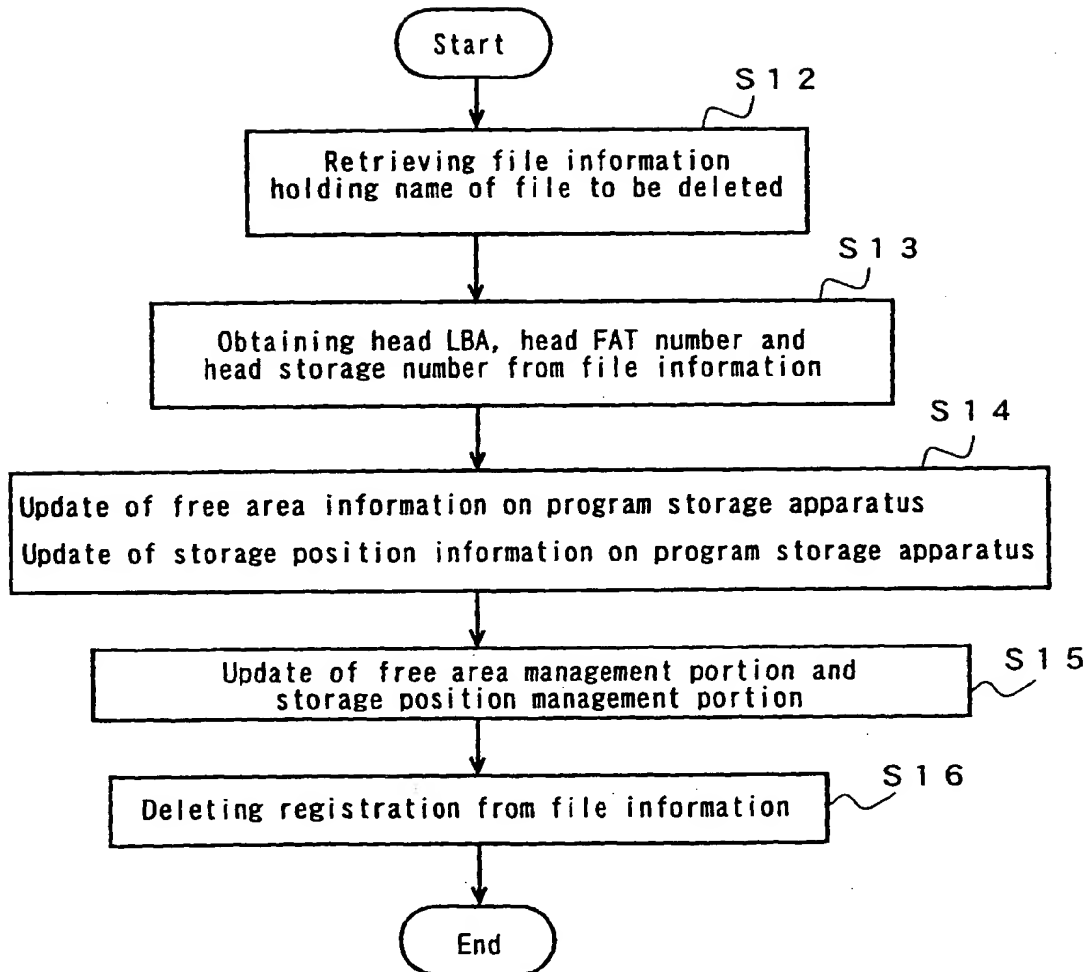 Start
S12
Retrieving file information
holding name of file to be deleted
S13
Obtaining head LBA, head FAT number and
head storage number from file information
S14
Update of free area information on program storage apparatus
Update of storage position information on program storage apparatus
S15
Update of free area management portion and
storage position management portion
S16
Deleting registration from file information
End